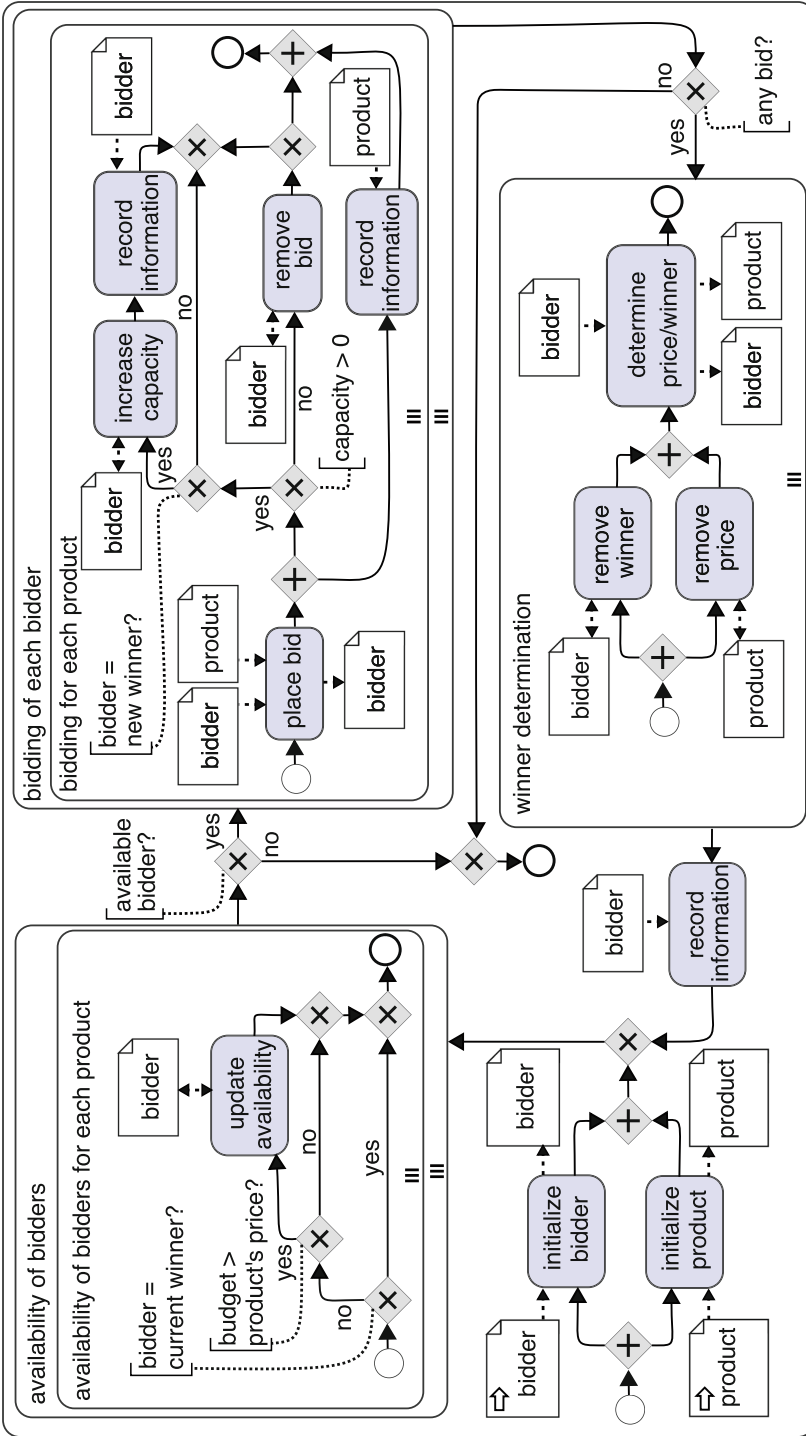 availability of bidders
availability of bidders for each product
bidder =
current winner?
budget >
product's price?
no
yes
no
yes
update
availability
bidder
available
bidder?
yes
no
bidding of each bidder
bidding for each product
bidder =
new winner?
bidder
product
place bid
bidder
yes
capacity > 0
no
yes
no
bidder
increase
capacity
record
information
bidder
bidder
remove
bid
record
information
product
bidder
initialize
bidder
bidder
product
initialize
product
product
record
information
bidder
winner determination
bidder
remove
winner
product
remove
price
bidder
determine
price/winner
bidder
product
yes
no
any bid?